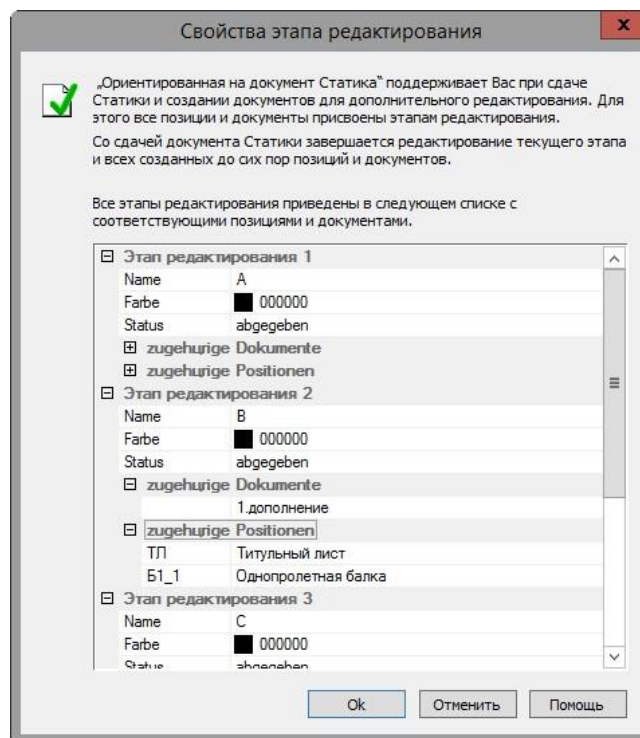 Свойства этапа редактирования
x
„Ориентированная на документ Статика“ поддерживает Вас при сдаче
Статики и создании документов для дополнительного редактирования. Для
этого все позиции и документы присвоены этапам редактирования.
Со сдачей документа Статики завершается редактирование текущего этапа
и всех созданных до сих пор позиций и документов.
Все этапы редактирования приведены в следующем списке с
соответствующими позициями и документами.
Этап редактирования 1
Name A
Farbe 000000
Status abgegeben
zugehцrige Dokumente
zugehцrige Positionen
Этап редактирования 2
Name B
Farbe 000000
Status abgegeben
zugehцrige Dokumente
1.дополнение
zugehцrige Positionen
ТЛ Титульный лист
Б1_1 Однопролетная балка
Этап редактирования 3
Name C
Farbe 000000
Status abgegeben
Ok Отменить Помощь